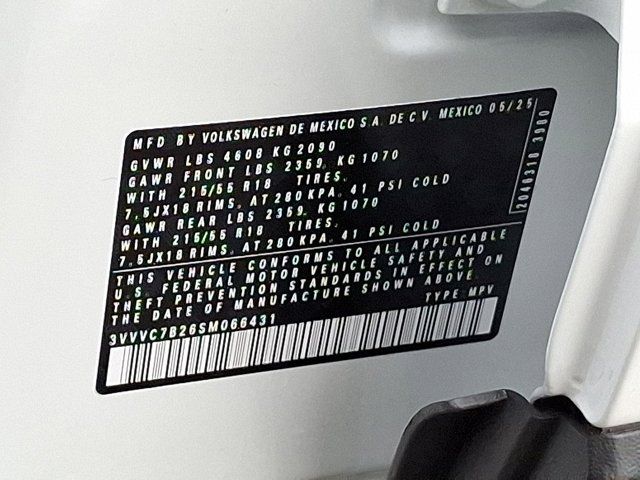 MFD BY VOLKSWAGEN DE MEXICO S.A. DE C.V. MEXICO 05/25
GVWR LBS 4608 KG 2090
GAWR FRONT LBS 2359. KG 1070
WITH 215/55 R18 TIRES.
7.5JX18 RIMS. AT 280 KPA. 41 PSI COLD
GAWR REAR LBS 2359. KG 1070
WITH 215/55 R18 TIRES.
7.5JX18 RIMS. AT 280 KPA. 41 PSI COLD
THIS VEHICLE CONFORMS TO ALL APPLICABLE
U.S. FEDERAL MOTOR VEHICLE SAFETY AND
THEFT PREVENTION STANDARDS IN EFFECT ON
THE DATE OF MANUFACTURE SHOWN ABOVE.
3VVVC7B26SM066431 TYPE MPV